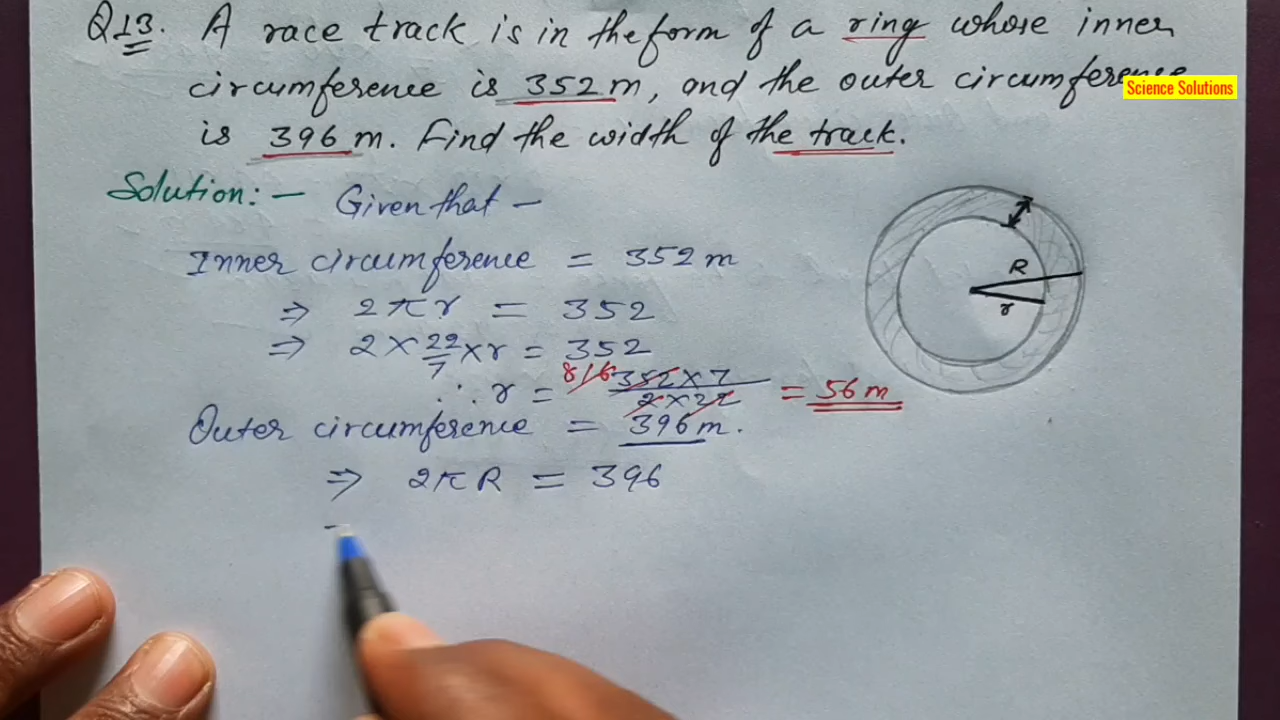 Q13. A race track is in the form of a ring whose inner
circumference is 352 m, and the outer circumference
Science Solutions
is 396 m. Find the width of the track.
Solution:- Given that -
Inner circumference = 352 m
⇒ 2πr = 352
⇒ 2 × 22/7 × r = 352
∴ r = 8 16 352 × 7 / 2 × 22 = 56 m
Outer circumference = 396 m.
⇒ 2πR = 396
R
r